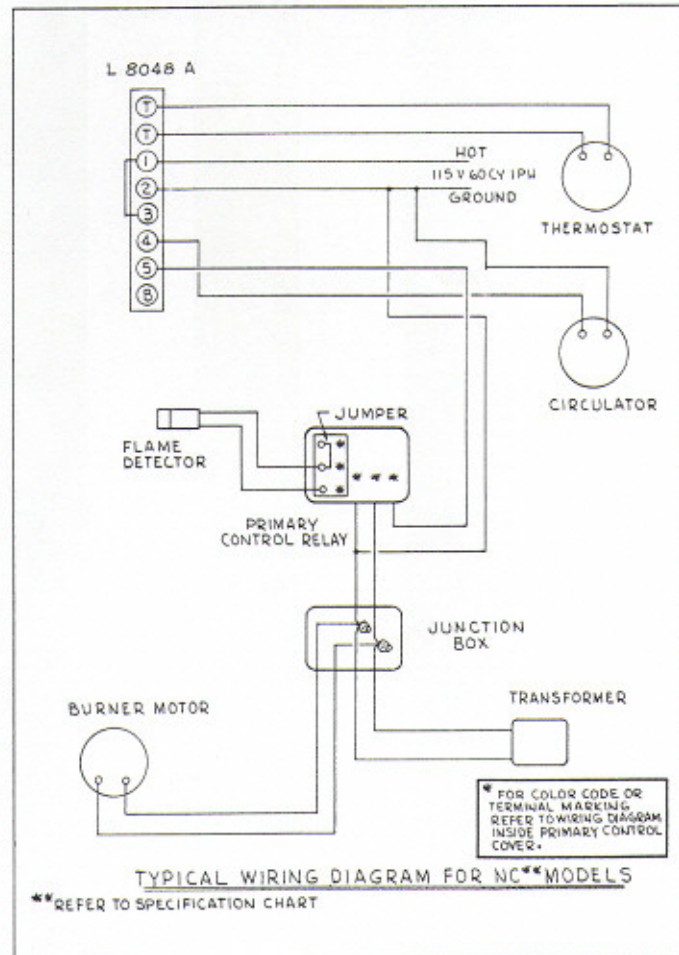 L 8048 A
T
T
1
2
3
4
5
B
HOT
115 V 60CY 1PH
GROUND
THERMOSTAT
CIRCULATOR
JUMPER
FLAME
DETECTOR
* 
*
*
* * *
PRIMARY
CONTROL RELAY
JUNCTION
BOX
BURNER MOTOR
TRANSFORMER
* FOR COLOR CODE OR
TERMINAL MARKING
REFER TO WIRING DIAGRAM
INSIDE PRIMARY CONTROL
COVER.
TYPICAL WIRING DIAGRAM FOR NC** MODELS
**REFER TO SPECIFICATION CHART